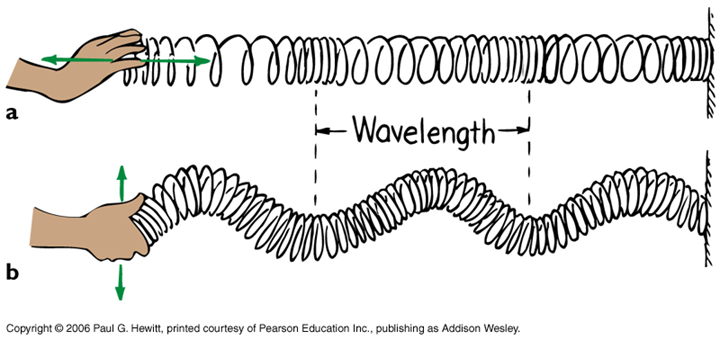 a
Wavelength
b
Copyright © 2006 Paul G. Hewitt, printed courtesy of Pearson Education Inc., publishing as Addison Wesley.